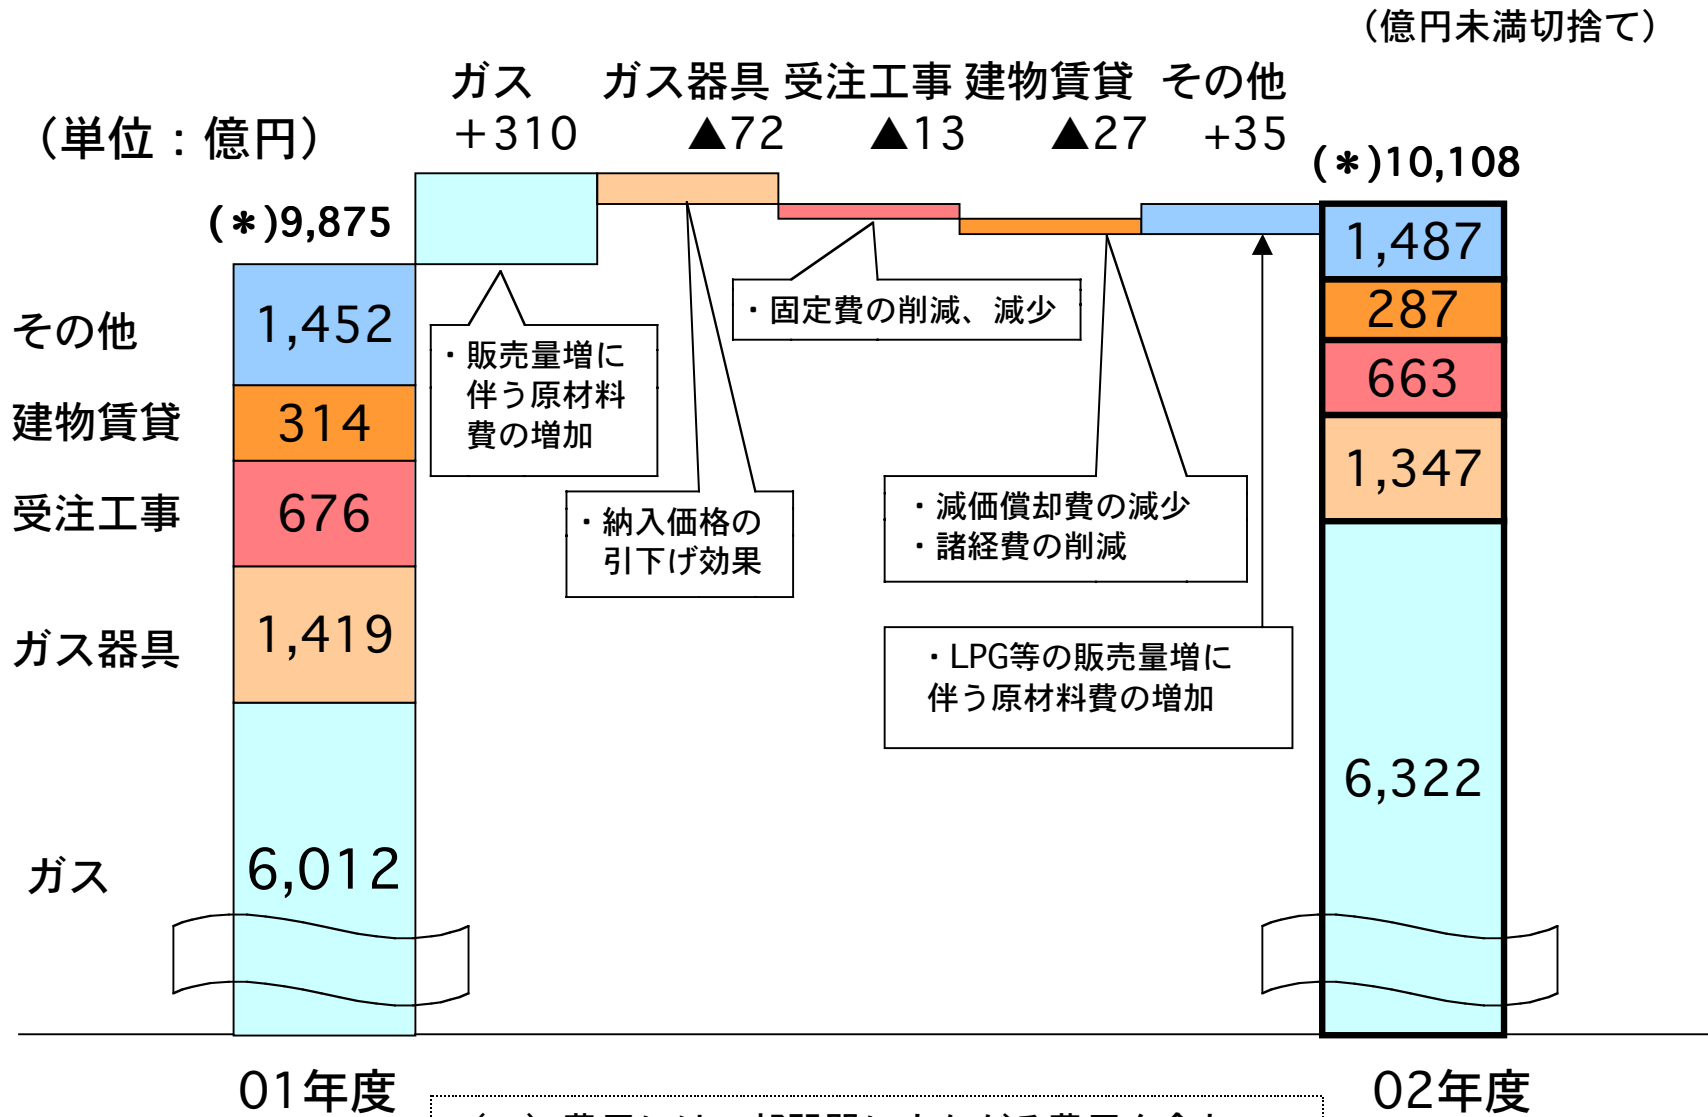 （億円未満切捨て）
ガス ガス器具 受注工事 建物賃貸 その他
（単位：億円） ＋310 ▲72 ▲13 ▲27 +35
(＊)9,875
(＊)10,108
その他 1,452
建物賃貸 314
受注工事 676
ガス器具 1,419
ガス 6,012
・販売量増に
伴う原材料
費の増加
・納入価格の
引下げ効果
・固定費の削減、減少
・減価償却費の減少
・諸経費の削減
・LPG等の販売量増に
伴う原材料費の増加
1,487
287
663
1,347
6,322
01年度
02年度